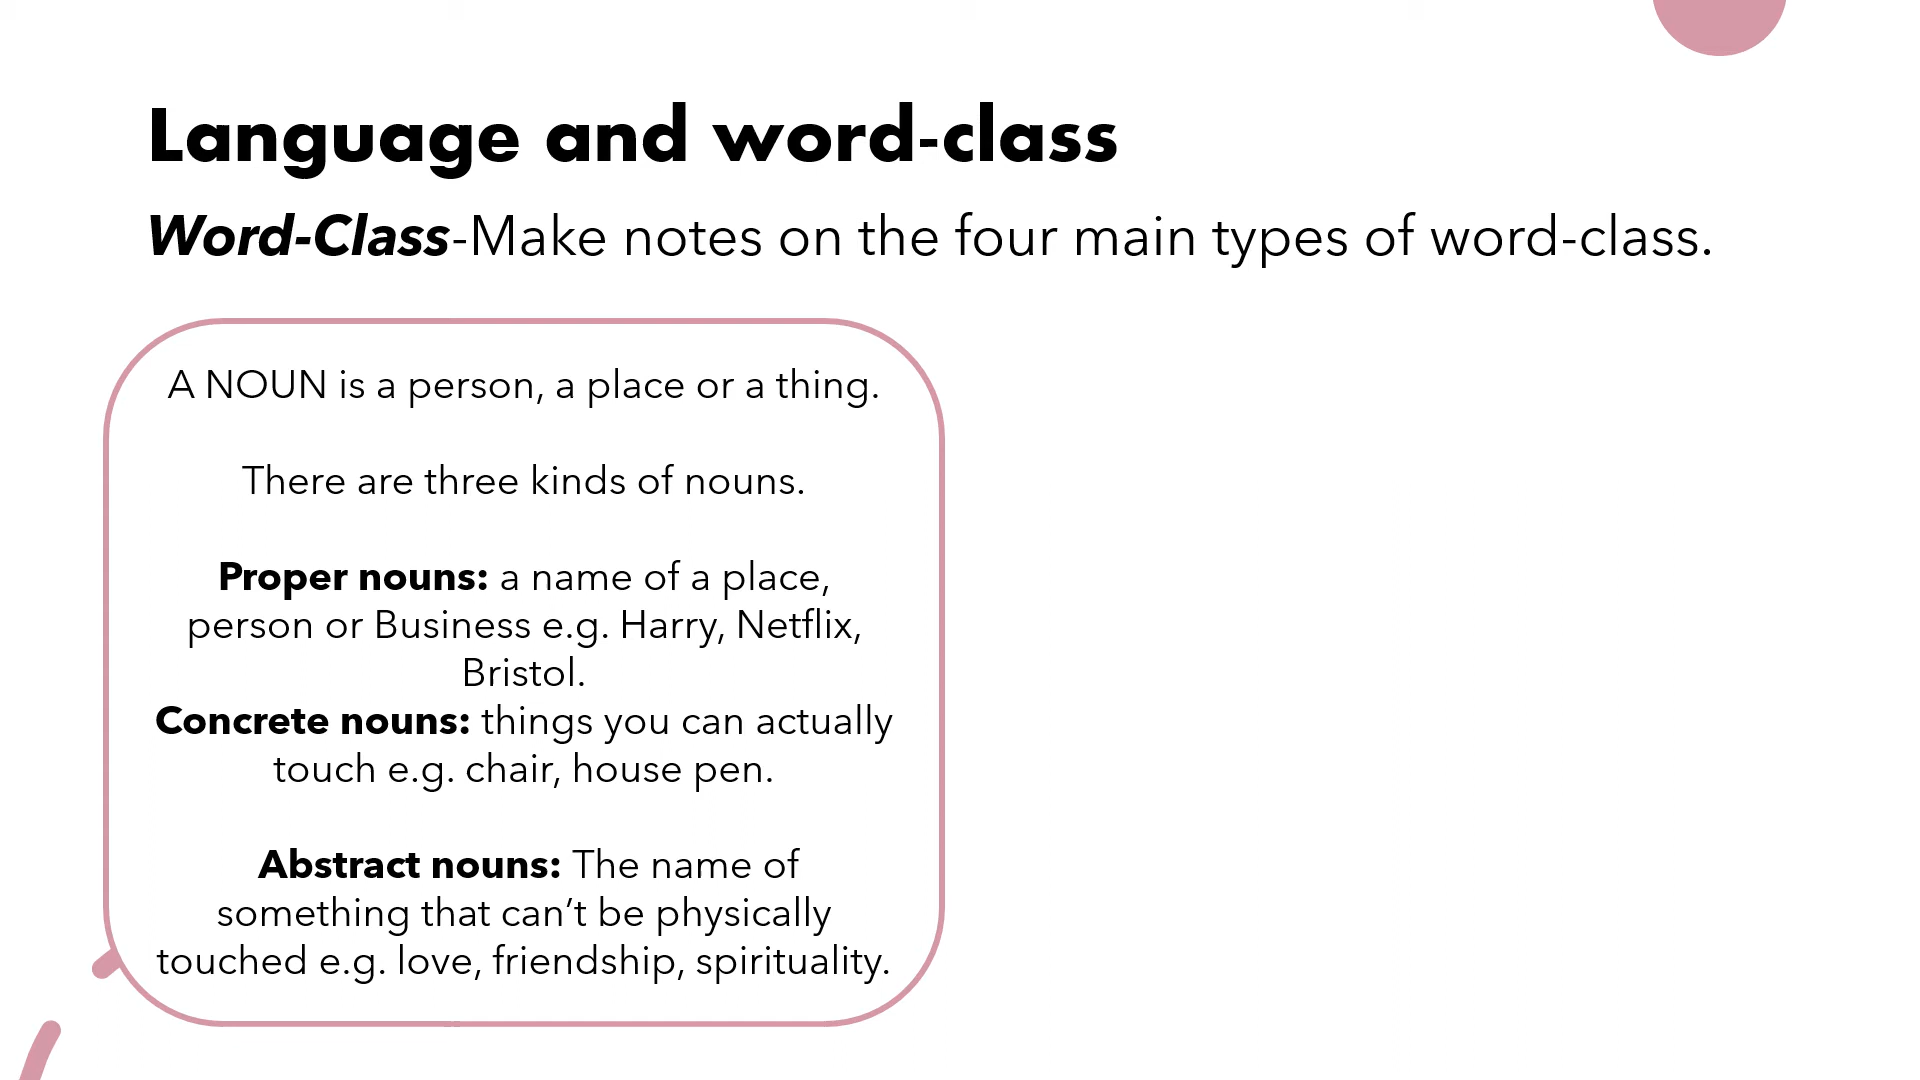 Language and word-class
Word-Class-Make notes on the four main types of word-class.
A NOUN is a person, a place or a thing.
There are three kinds of nouns.
Proper nouns: a name of a place,
person or Business e.g. Harry, Netflix,
Bristol.
Concrete nouns: things you can actually
touch e.g. chair, house pen.
Abstract nouns: The name of
something that can’t be physically
touched e.g. love, friendship, spirituality.